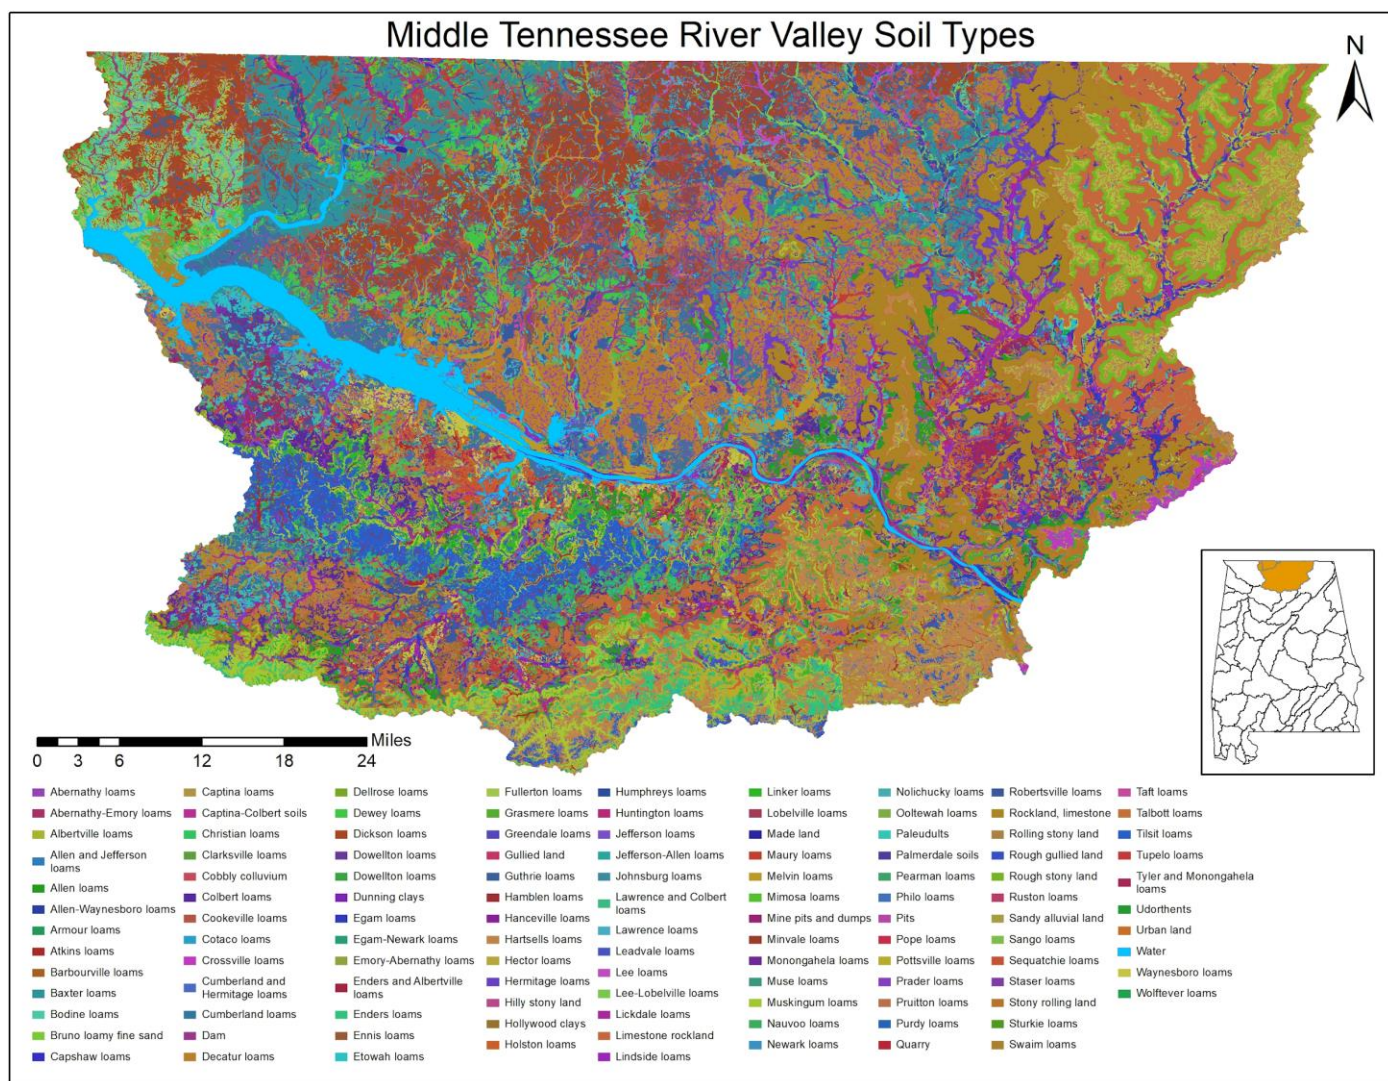 Middle Tennessee River Valley Soil Types
N
Miles
0 3 6 12 18 24
Abernathy loams
Abernathy-Emory loams
Albertville loams
Allen and Jefferson
loams
Allen loams
Allen-Waynesboro loams
Armour loams
Atkins loams
Barbourville loams
Baxter loams
Bodine loams
Bruno loamy fine sand
Capshaw loams
Captina loams
Captina-Colbert soils
Christian loams
Clarksville loams
Cobbly colluvium
Colbert loams
Cookeville loams
Cotaco loams
Crossville loams
Cumberland and
Hermitage loams
Cumberland loams
Dam
Decatur loams
Dellrose loams
Dewey loams
Dickson loams
Dowellton loams
Dowellton loams
Dunning clays
Egam loams
Egam-Newark loams
Emory-Abernathy loams
Enders and Albertville
loams
Enders loams
Ennis loams
Etowah loams
Fullerton loams
Grasmere loams
Greendale loams
Gullied land
Guthrie loams
Hamblen loams
Hanceville loams
Hartsells loams
Hector loams
Hermitage loams
Hilly stony land
Hollywood clays
Holston loams
Humphreys loams
Huntington loams
Jefferson loams
Jefferson-Allen loams
Johnsburg loams
Lawrence and Colbert
loams
Lawrence loams
Leadvale loams
Lee loams
Lee-Lobelville loams
Lickdale loams
Limestone rockland
Lindside loams
Linker loams
Lobelville loams
Made land
Maury loams
Melvin loams
Mimosa loams
Mine pits and dumps
Minvale loams
Monongahela loams
Muse loams
Muskingum loams
Nauvoo loams
Newark loams
Nolichucky loams
Ooltewah loams
Paleudults
Palmerdale soils
Pearman loams
Philo loams
Pits
Pope loams
Pottsville loams
Prader loams
Pruitton loams
Purdy loams
Quarry
Robertsville loams
Rockland, limestone
Rolling stony land
Rough gullied land
Rough stony land
Ruston loams
Sandy alluvial land
Sango loams
Sequatchie loams
Staser loams
Stony rolling land
Sturkie loams
Swaim loams
Taft loams
Talbott loams
Tilsit loams
Tupelo loams
Tyler and Monongahela
loams
Udorthents
Urban land
Water
Waynesboro loams
Wolftever loams